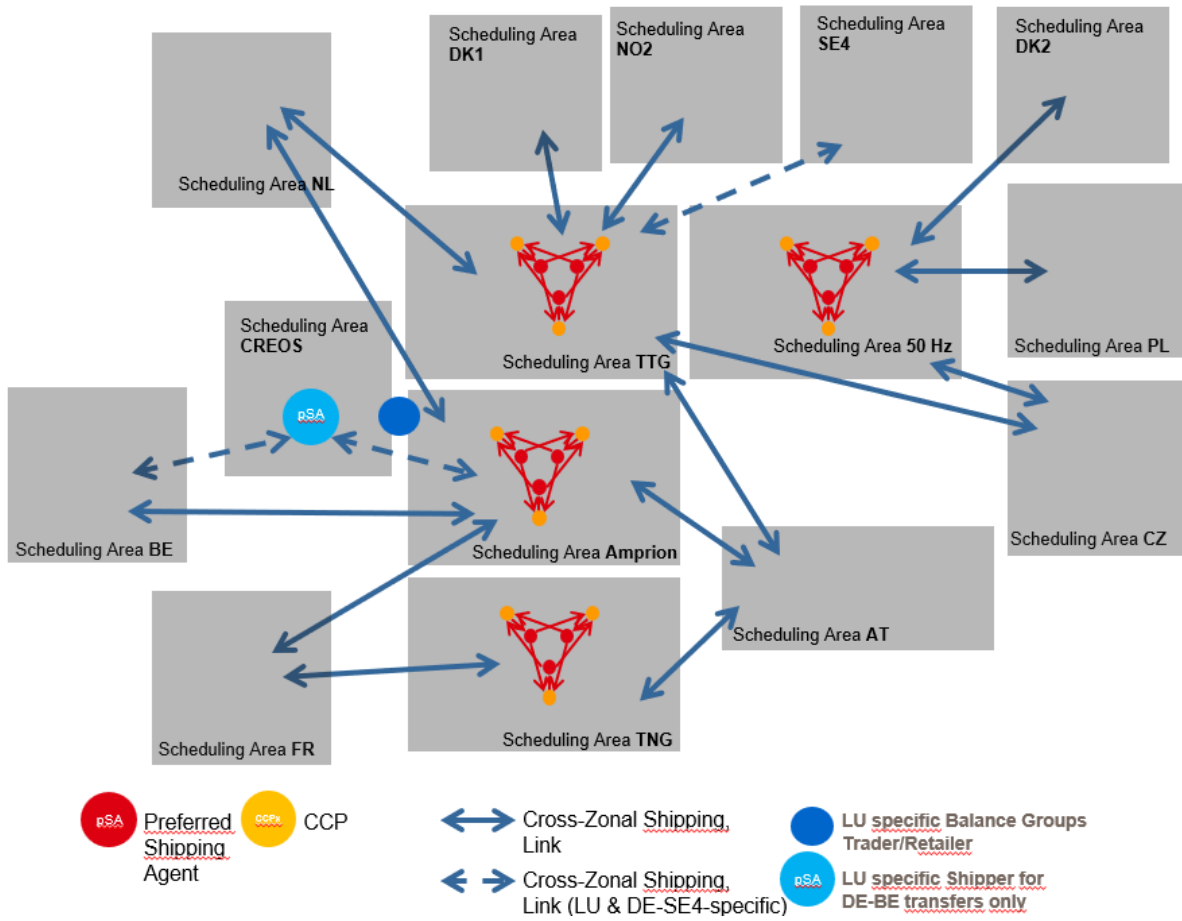 Scheduling Area
DK1
Scheduling Area
NO2
Scheduling Area
SE4
Scheduling Area
DK2
Scheduling Area NL
Scheduling Area
CREOS
Scheduling Area TTG
Scheduling Area 50 Hz
Scheduling Area PL
pSA
Scheduling Area BE
Scheduling Area Amprion
Scheduling Area CZ
Scheduling Area AT
Scheduling Area FR
Scheduling Area TNG
pSA
Preferred
Shipping
Agent
CCPx
CCP
Cross-Zonal Shipping,
Link
Cross-Zonal Shipping,
Link (LU & DE-SE4-specific)
LU specific Balance Groups
Trader/Retailer
pSA
LU specific Shipper for
DE-BE transfers only